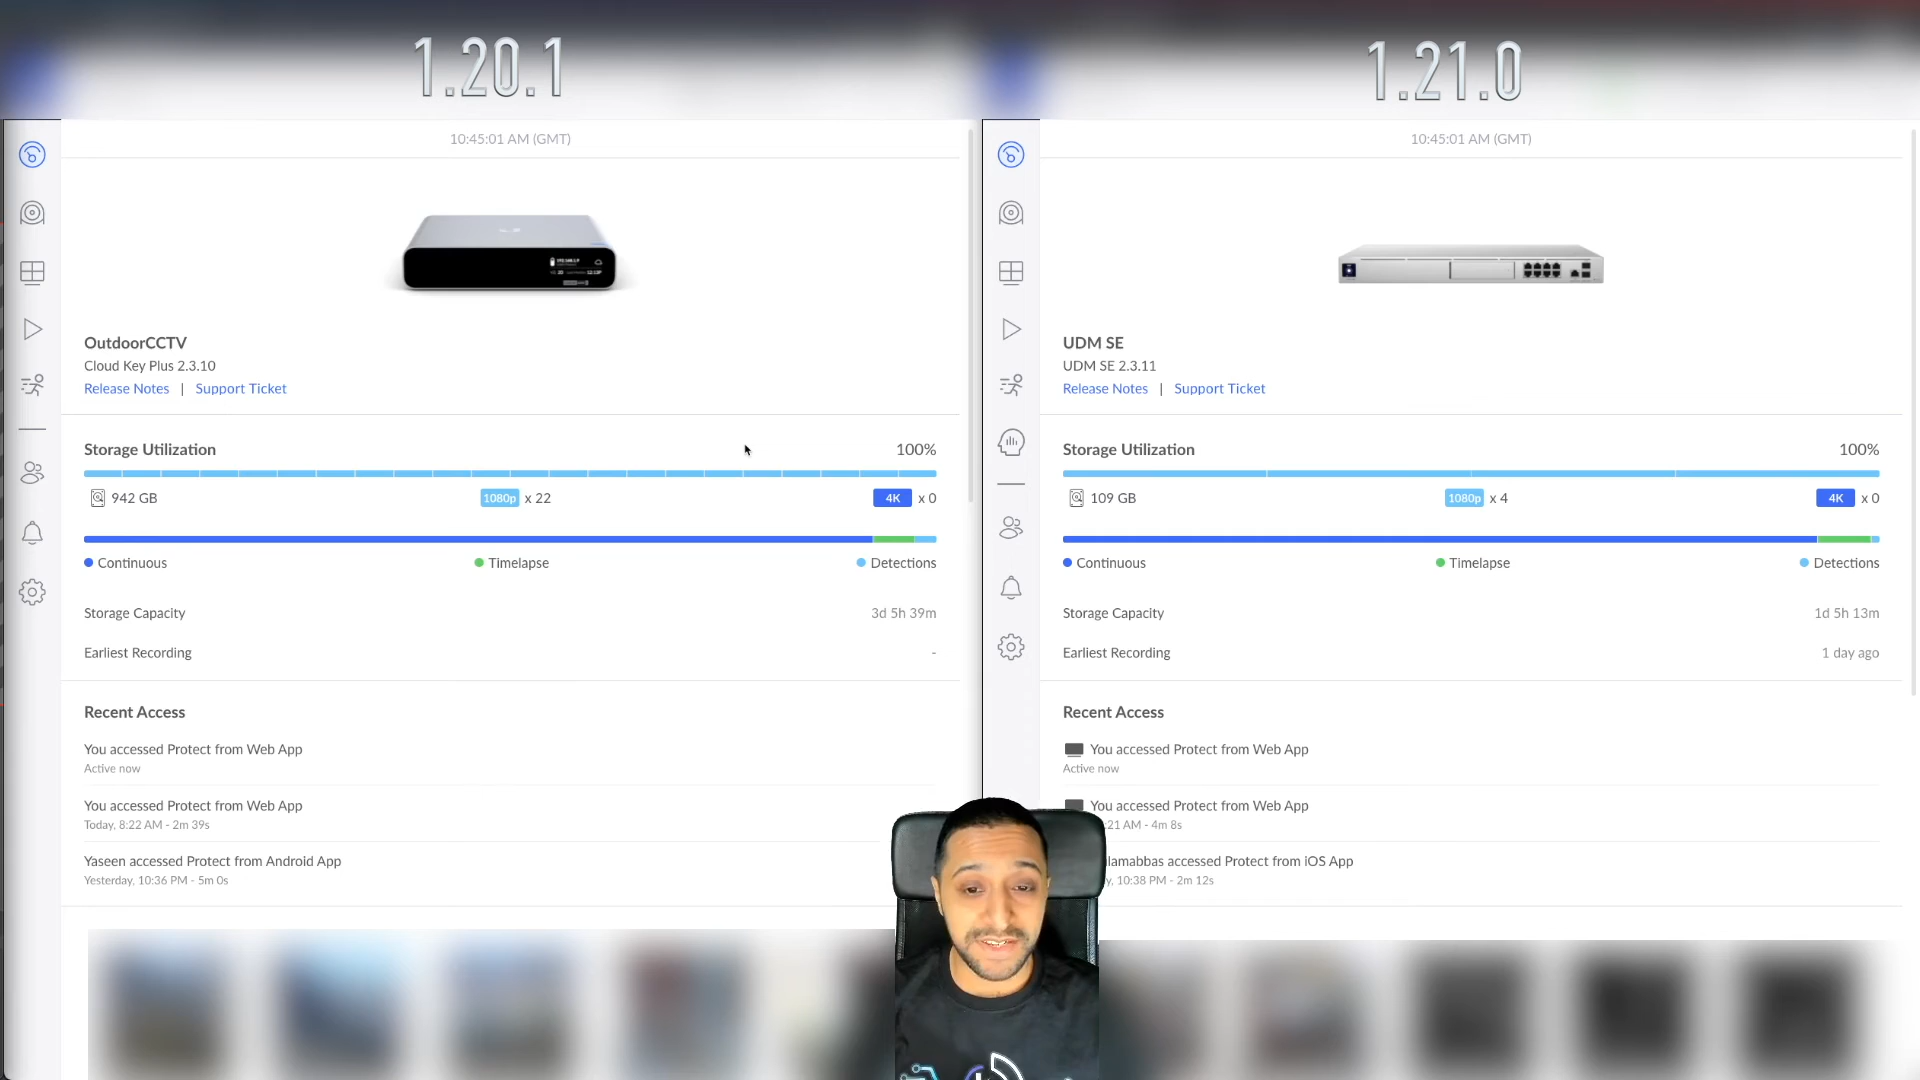 1.20.1
1.21.0
10:45:01 AM (GMT)
OutdoorCCTV
Cloud Key Plus 2.3.10
Release Notes | Support Ticket
Storage Utilization 100%
942 GB 1080p x 22 4K x 0
Continuous Timelapse Detections
Storage Capacity 3d 5h 39m
Earliest Recording -
Recent Access
You accessed Protect from Web App
Active now
You accessed Protect from Web App
Today, 8:22 AM - 2m 39s
Yaseen accessed Protect from Android App
Yesterday, 10:36 PM - 5m 0s
10:45:01 AM (GMT)
UDM SE
UDM SE 2.3.11
Release Notes | Support Ticket
Storage Utilization 100%
109 GB 1080p x 4 4K x 0
Continuous Timelapse Detections
Storage Capacity 1d 5h 13m
Earliest Recording 1 day ago
Recent Access
You accessed Protect from Web App
Active now
You accessed Protect from Web App
:21 AM - 4m 8s
lamabbas accessed Protect from iOS App
y, 10:38 PM - 2m 12s